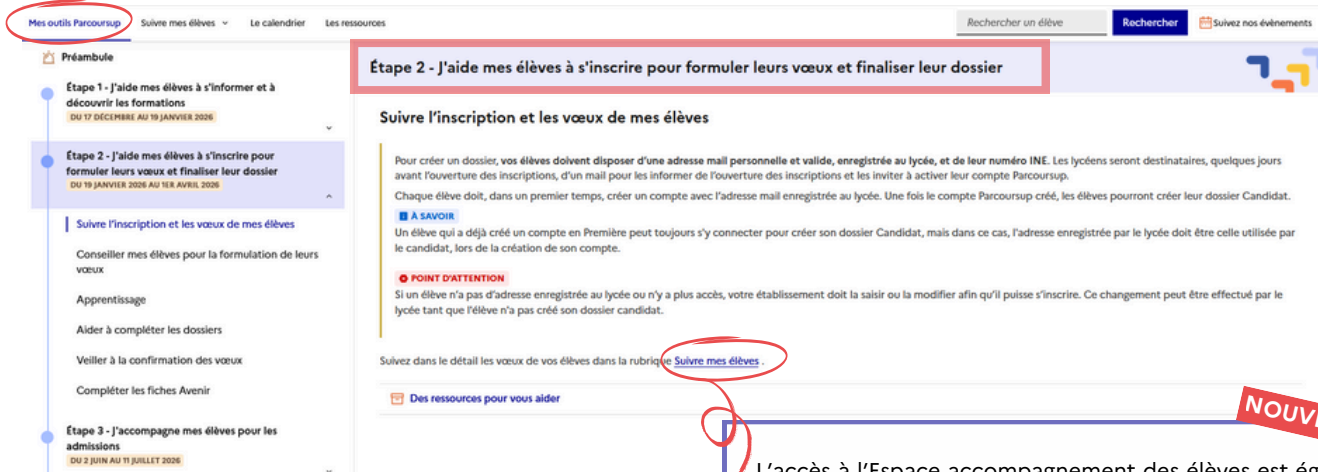 Mes outils Parcoursup Suivre mes élèves Le calendrier Les ressources Rechercher un élève Rechercher Suivez nos évènements
Préambule
Étape 1 - J'aide mes élèves à s'informer et à
découvrir les formations
DU 17 DÉCEMBRE AU 19 JANVIER 2026
Étape 2 - J'aide mes élèves à s'inscrire pour
formuler leurs vœux et finaliser leur dossier
DU 19 JANVIER 2026 AU 1ER AVRIL 2026
Suivre l'inscription et les vœux de mes élèves
Conseiller mes élèves pour la formulation de leurs
vœux
Apprentissage
Aider à compléter les dossiers
Veiller à la confirmation des vœux
Compléter les fiches Avenir
Étape 3 - J'accompagne mes élèves pour les
admissions
DU 2 JUIN AU 11 JUILLET 2026
Étape 2 - J'aide mes élèves à s'inscrire pour formuler leurs vœux et finaliser leur dossier
Suivre l'inscription et les vœux de mes élèves
Pour créer un dossier, vos élèves doivent disposer d'une adresse mail personnelle et valide, enregistrée au lycée, et de leur numéro INE. Les lycéens seront destinataires, quelques jours
avant l'ouverture des inscriptions, d'un mail pour les informer de l'ouverture des inscriptions et les inviter à activer leur compte Parcoursup.
Chaque élève doit, dans un premier temps, créer un compte avec l'adresse mail enregistrée au lycée. Une fois le compte Parcoursup créé, les élèves pourront créer leur dossier Candidat.
À SAVOIR
Un élève qui a déjà créé un compte en Première peut toujours s'y connecter pour créer son dossier Candidat, mais dans ce cas, l'adresse enregistrée par le lycée doit être celle utilisée par
le candidat, lors de la création de son compte.
POINT D'ATTENTION
Si un élève n'a pas d'adresse enregistrée au lycée ou n'y a plus accès, votre établissement doit la saisir ou la modifier afin qu'il puisse s'inscrire. Ce changement peut être effectué par le
lycée tant que l'élève n'a pas créé son dossier candidat.
Suivez dans le détail les vœux de vos élèves dans la rubrique Suivre mes élèves .
Des ressources pour vous aider
L'accès à l'Espace accompagnement des élèves est